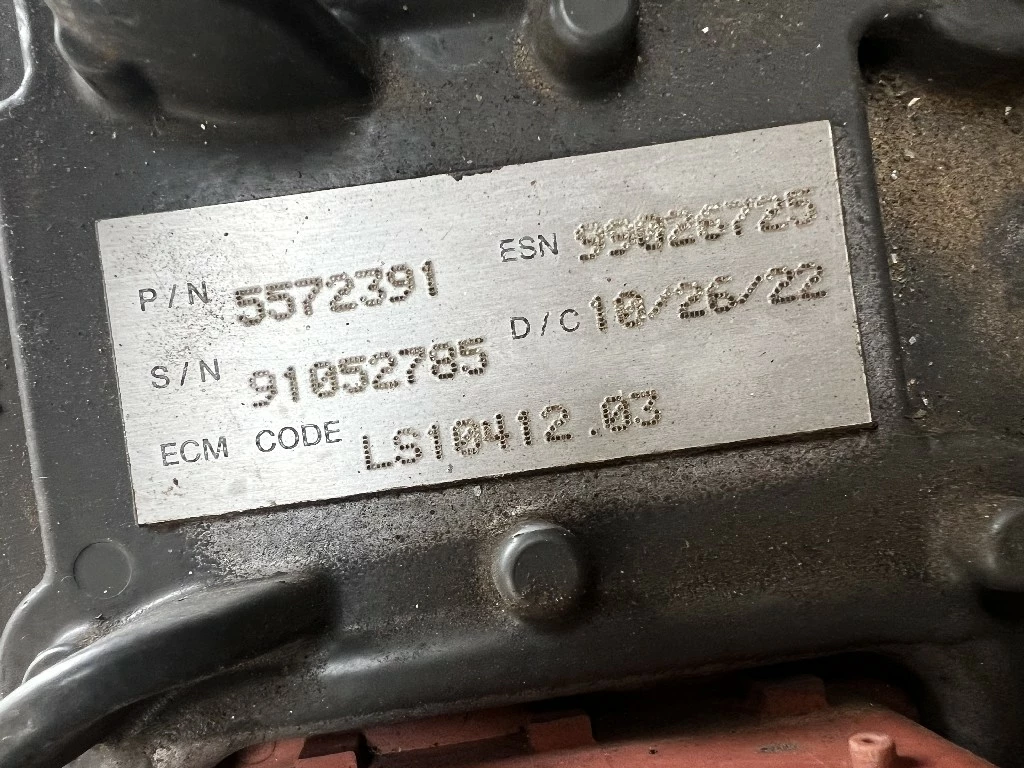 P/N 5572391 ESN 99026725
S/N 91052785 D/C 10/26/22
ECM CODE LS10412.03